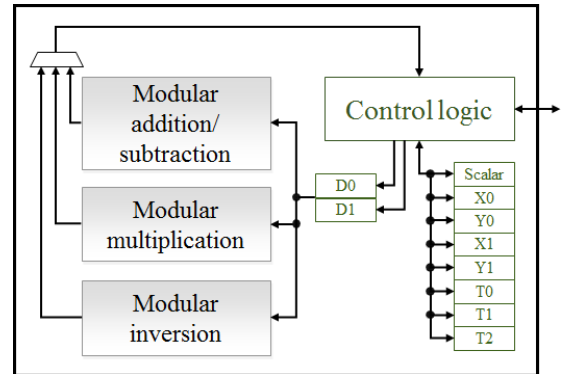 Modular
addition/
subtraction
Control logic
D0
D1
Modular
multiplication
Modular
inversion
Scalar
X0
Y0
X1
Y1
T0
T1
T2